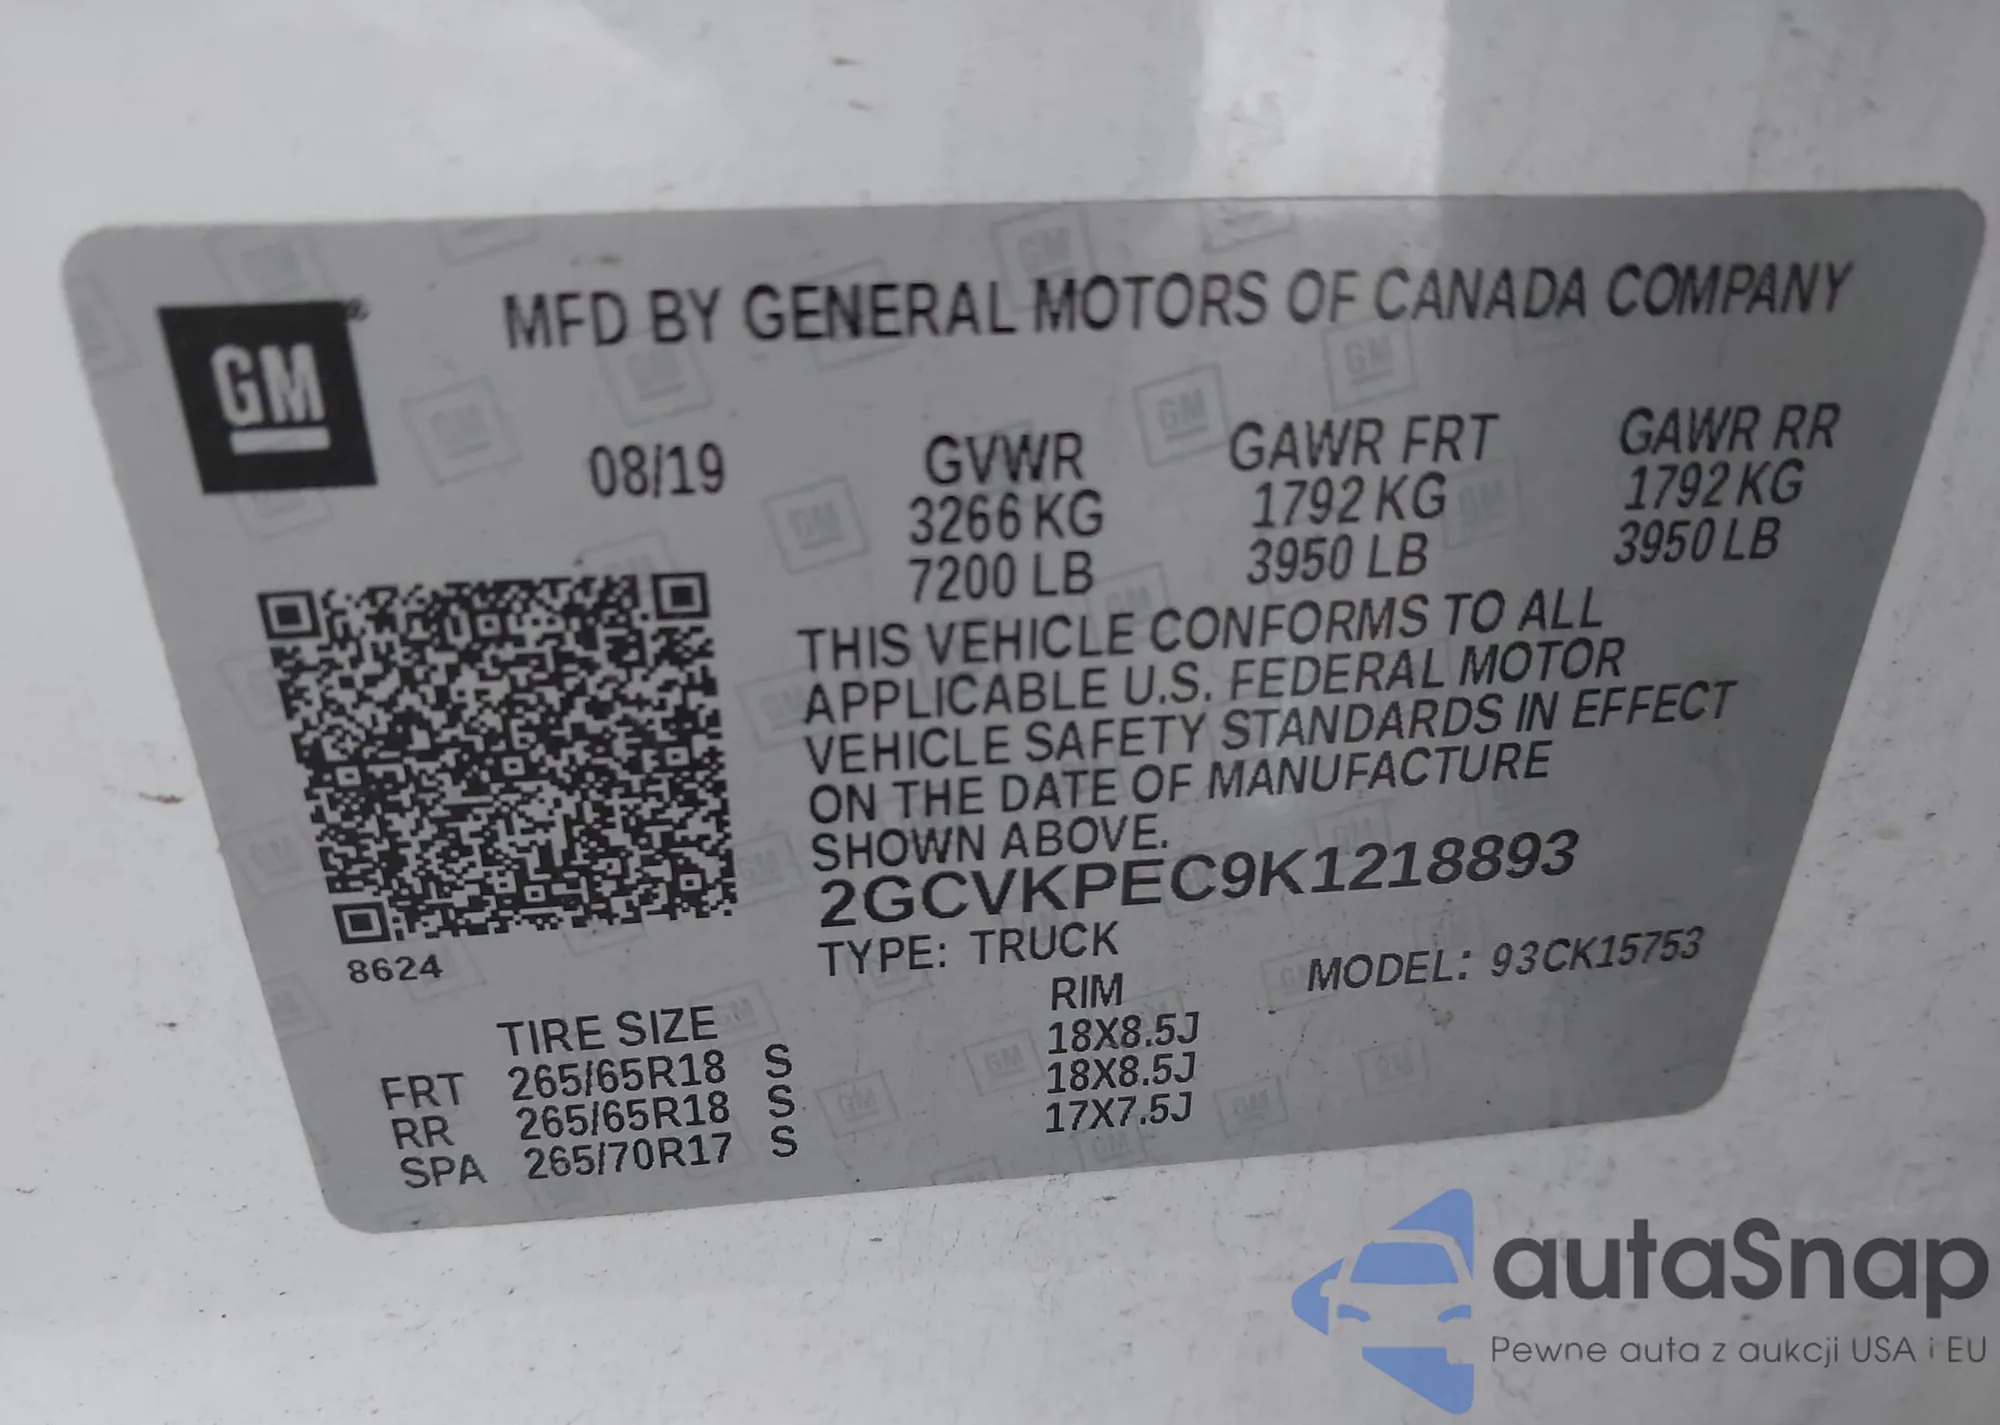 GM
MFD BY GENERAL MOTORS OF CANADA COMPANY
08/19
GVWR
3266 KG
7200 LB
GAWR FRT
1792 KG
3950 LB
GAWR RR
1792 KG
3950 LB
THIS VEHICLE CONFORMS TO ALL
APPLICABLE U.S. FEDERAL MOTOR
VEHICLE SAFETY STANDARDS IN EFFECT
ON THE DATE OF MANUFACTURE
SHOWN ABOVE.
2GCVKPEC9K1218893
TYPE: TRUCK
MODEL: 93CK15753
8624
TIRE SIZE RIM
FRT 265/65R18 S 18X8.5J
RR 265/65R18 S 18X8.5J
SPA 265/70R17 S 17X7.5J
autaSnap
Pewne auta z aukcji USA i EU